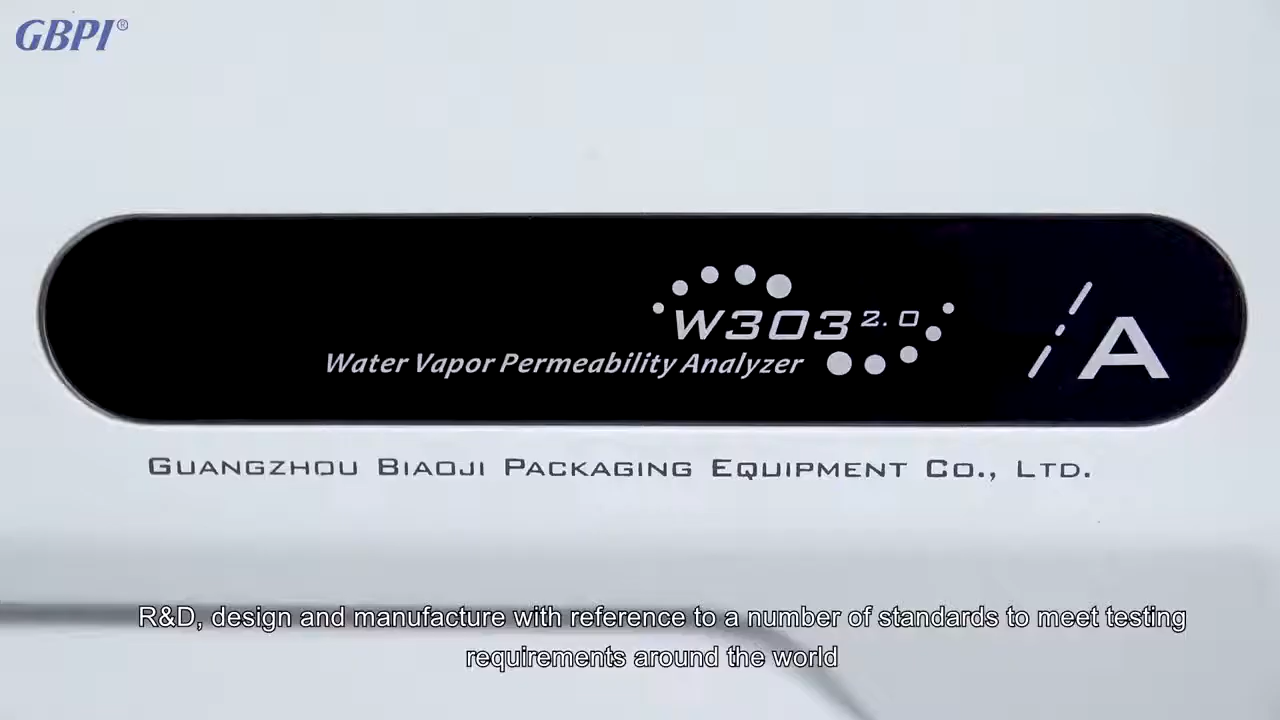 GBPI®
W303 2.0
Water Vapor Permeability Analyzer
A
GUANGZHOU BIAOJI PACKAGING EQUIPMENT CO., LTD.
R&D, design and manufacture with reference to a number of standards to meet testing
requirements around the world